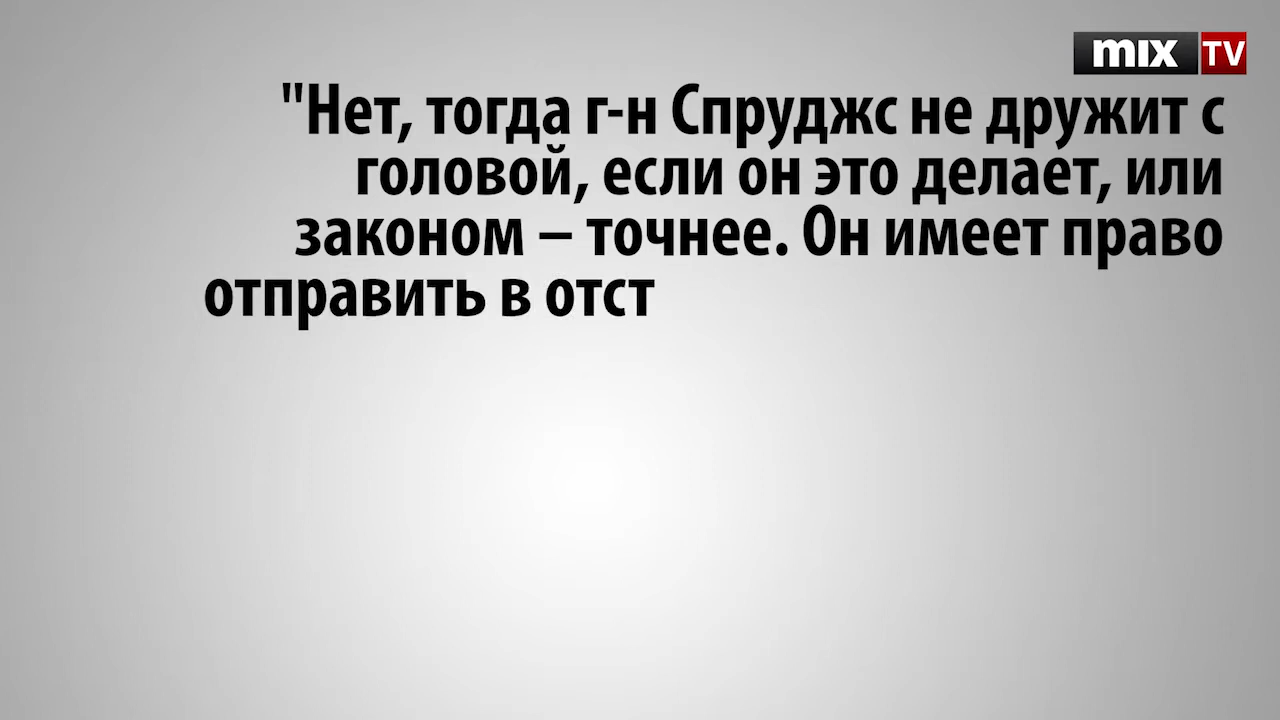 mix TV
"Нет, тогда г-н Спруджс не дружит с
головой, если он это делает, или
законом – точнее. Он имеет право
отправить в отст